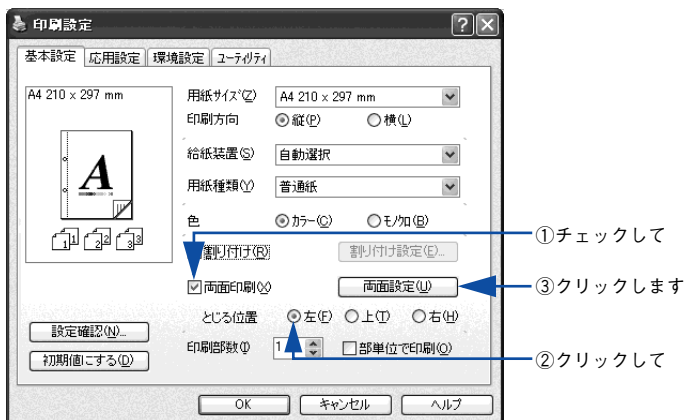 印刷設定
基本設定 応用設定 環境設定 ユーティリティ
A4 210 x 297 mm
用紙サイズ(Z) A4 210 x 297 mm
印刷方向 縦(P) 横(L)
給紙装置(S) 自動選択
用紙種類(Y) 普通紙
A
色 カラー(C) モノクロ(B)
1 1 2 2 3 3
割り付け(R) 割り付け設定(E)...
①チェックして
両面印刷(X) 両面設定(U)
③クリックします
とじる位置 左(F) 上(T) 右(H)
設定確認(N)...
印刷部数(I) 1 部単位で印刷(O)
②クリックして
初期値にする(D)
OK キャンセル ヘルプ